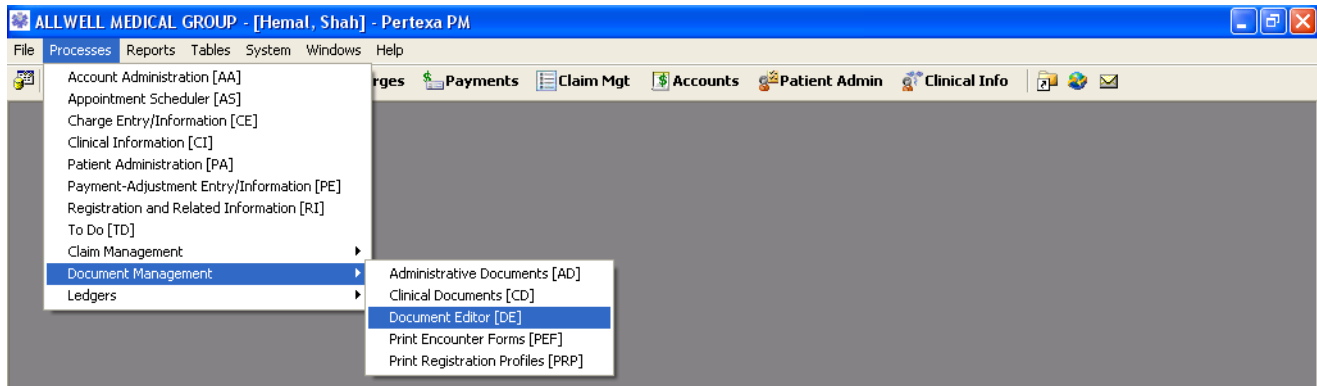 ALLWELL MEDICAL GROUP - [Hemal, Shah] - Pertexa PM
File Processes Reports Tables System Windows Help
rges Payments Claim Mgt Accounts Patient Admin Clinical Info
Account Administration [AA]
Appointment Scheduler [AS]
Charge Entry/Information [CE]
Clinical Information [CI]
Patient Administration [PA]
Payment-Adjustment Entry/Information [PE]
Registration and Related Information [RI]
To Do [TD]
Claim Management
Document Management
Ledgers
Administrative Documents [AD]
Clinical Documents [CD]
Document Editor [DE]
Print Encounter Forms [PEF]
Print Registration Profiles [PRP]